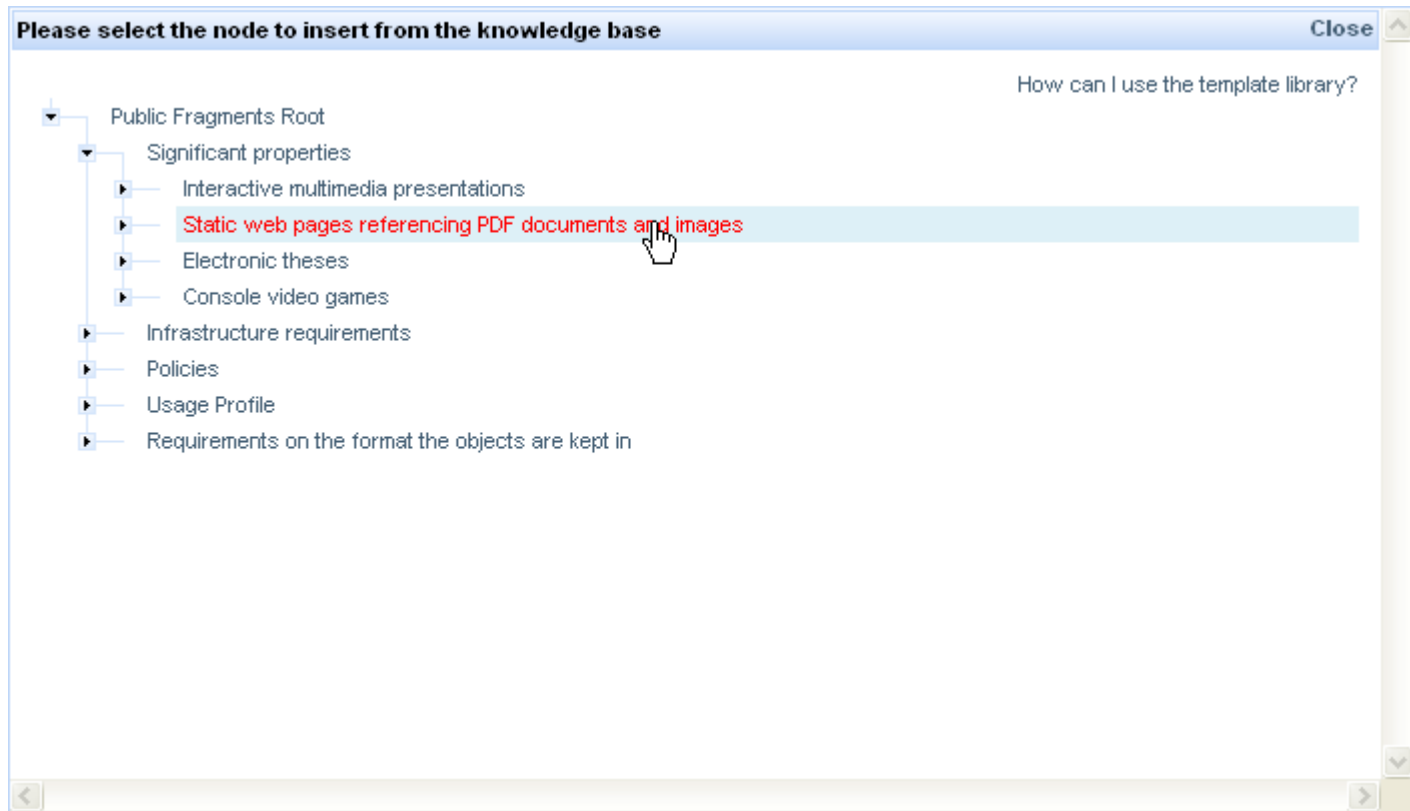 Please select the node to insert from the knowledge base Close
How can I use the template library?
Public Fragments Root
Significant properties
Interactive multimedia presentations
Static web pages referencing PDF documents and images
Electronic theses
Console video games
Infrastructure requirements
Policies
Usage Profile
Requirements on the format the objects are kept in